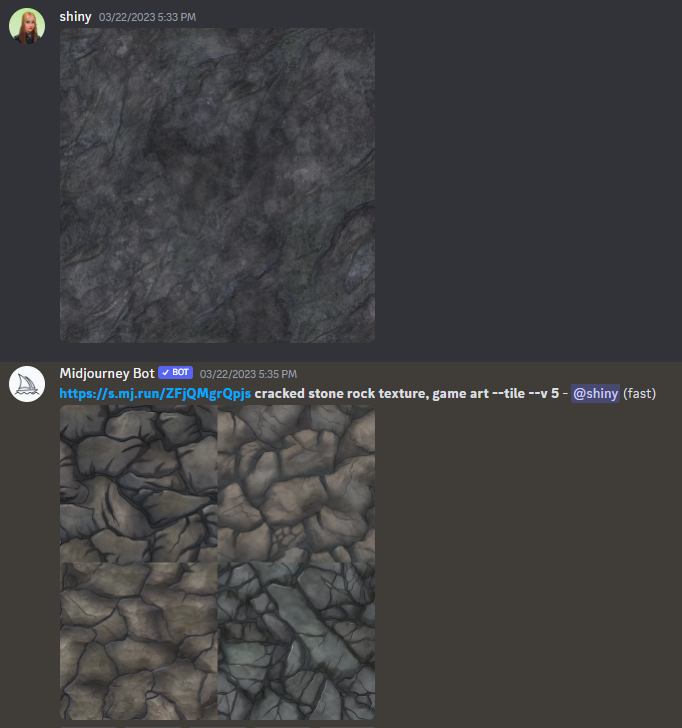 shiny 03/22/2023 5:33 PM
Midjourney Bot ✓ BOT 03/22/2023 5:35 PM
https://s.mj.run/ZFjQMgrQpjs cracked stone rock texture, game art --tile --v 5 - @shiny (fast)